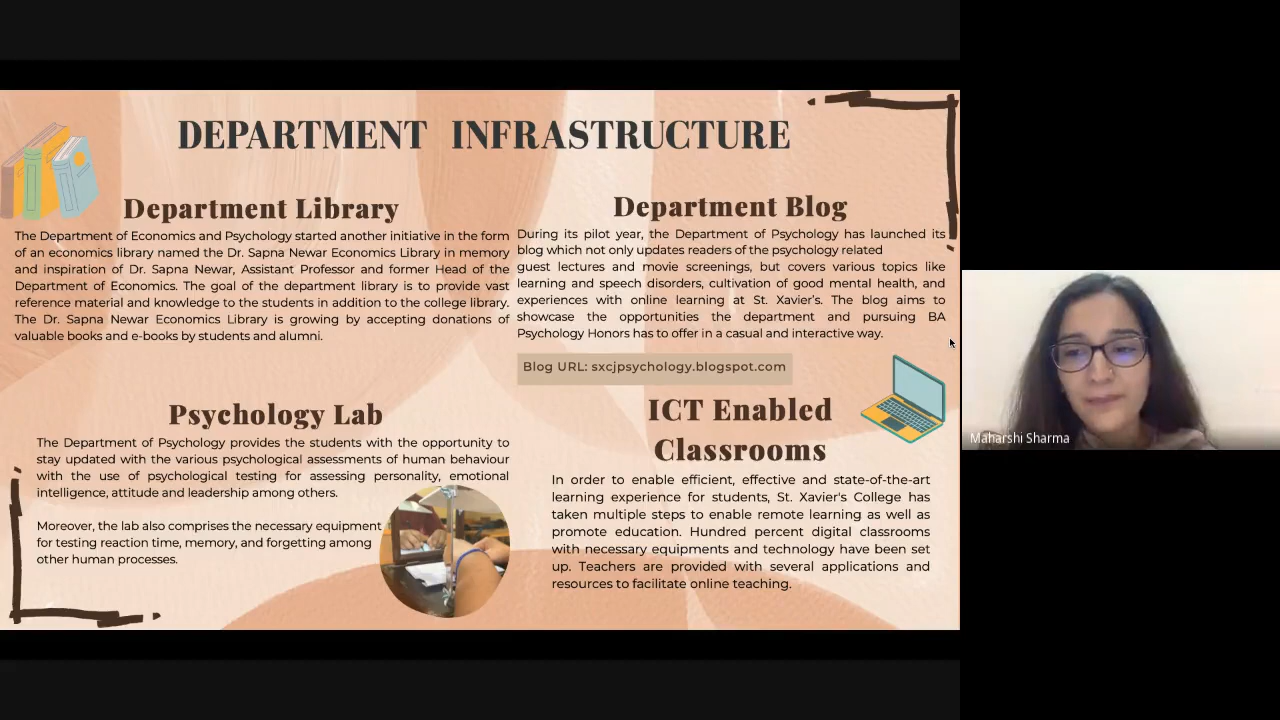 DEPARTMENT INFRASTRUCTURE
Department Library
The Department of Economics and Psychology started another initiative in the form
of an economics library named the Dr. Sapna Newar Economics Library in memory
and inspiration of Dr. Sapna Newar, Assistant Professor and former Head of the
Department of Economics. The goal of the department library is to provide vast
reference material and knowledge to the students in addition to the college library.
The Dr. Sapna Newar Economics Library is growing by accepting donations of
valuable books and e-books by students and alumni.
Department Blog
During its pilot year, the Department of Psychology has launched its
blog which not only updates readers of the psychology related
guest lectures and movie screenings, but covers various topics like
learning and speech disorders, cultivation of good mental health, and
experiences with online learning at St. Xavier's. The blog aims to
showcase the opportunities the department and pursuing BA
Psychology Honors has to offer in a casual and interactive way.
Blog URL: sxcjpsychology.blogspot.com
Psychology Lab
The Department of Psychology provides the students with the opportunity to
stay updated with the various psychological assessments of human behaviour
with the use of psychological testing for assessing personality, emotional
intelligence, attitude and leadership among others.
Moreover, the lab also comprises the necessary equipment
for testing reaction time, memory, and forgetting among
other human processes.
ICT Enabled
Classrooms
In order to enable efficient, effective and state-of-the-art
learning experience for students, St. Xavier's College has
taken multiple steps to enable remote learning as well as
promote education. Hundred percent digital classrooms
with necessary equipments and technology have been set
up. Teachers are provided with several applications and
resources to facilitate online teaching.
Maharshi Sharma